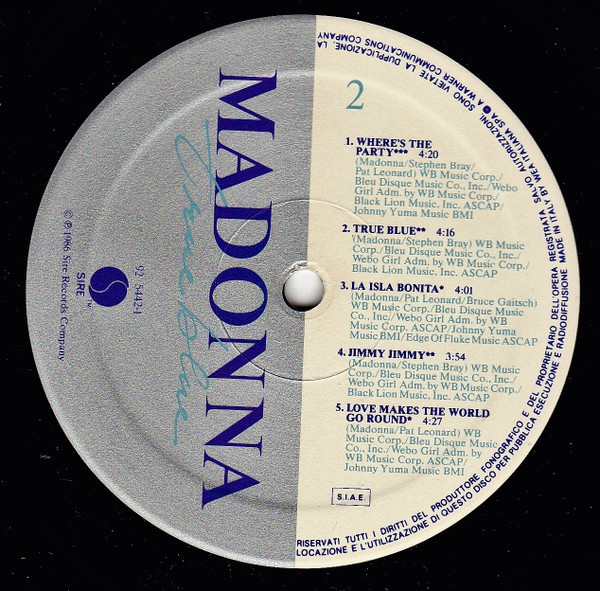 MADONNA
True blue
SIRE™
92 5442-1
© ℗ 1986 Sire Records Company
2
1. WHERE'S THE
PARTY*** 4:20
(Madonna/Stephen Bray/
Pat Leonard) WB Music Corp./
Bleu Disque Music Co., Inc./Webo
Girl Adm. by WB Music Corp./
Black Lion Music, Inc. ASCAP/
Johnny Yuma Music BMI
2. TRUE BLUE** 4:16
(Madonna/Stephen Bray) WB Music
Corp./Bleu Disque Music Co., Inc./
Webo Girl Adm. by WB Music Corp./
Black Lion Music, Inc. ASCAP
3. LA ISLA BONITA* 4:01
(Madonna/Pat Leonard/Bruce Gaitsch)
WB Music Corp./Bleu Disque Music
Co., Inc./Webo Girl Adm. by WB Music
Corp. ASCAP/Johnny Yuma
Music BMI/Edge Of Fluke Music ASCAP
4. JIMMY JIMMY** 3:54
(Madonna/Stephen Bray) WB Music
Corp./Bleu Disque Music Co., Inc./
Webo Girl Adm. by WB Music Corp./
Black Lion Music, Inc. ASCAP
5. LOVE MAKES THE WORLD
GO ROUND* 4:27
(Madonna/Pat Leonard) WB
Music Corp./Bleu Disque Music
Co., Inc./Webo Girl Adm. by
WB Music Corp. ASCAP/
Johnny Yuma Music BMI
S.I.A.E.
RISERVATI TUTTI I DIRITTI DEL PRODUTTORE FONOGRAFICO E DEL PROPRIETARIO DELL'OPERA REGISTRATA. SALVO AUTORIZZAZIONI SONO VIETATE LA DUPPLICAZIONE, LA
LOCAZIONE E L'UTILIZZAZIONE DI QUESTO DISCO PER PUBBLICA ESECUZIONE E RADIODIFFUSIONE MADE IN ITALY BY WEA ITALIANA SPA ℗ A WARNER COMMUNICATIONS COMPANY